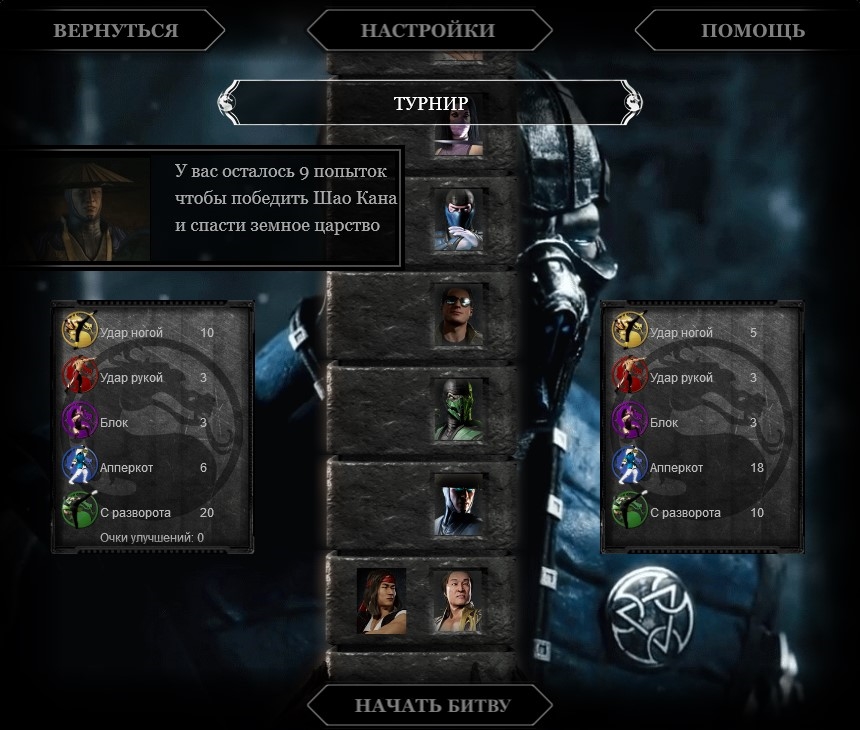 ВЕРНУТЬСЯ
НАСТРОЙКИ
ПОМОЩЬ
ТУРНИР
У вас осталось 9 попыток
чтобы победить Шао Кана
и спасти земное царство
Удар ногой 10
Удар рукой 3
Блок 3
Апперкот 6
С разворота 20
Очки улучшений: 0
Удар ногой 5
Удар рукой 3
Блок 3
Апперкот 18
С разворота 10
НАЧАТЬ БИТВУ